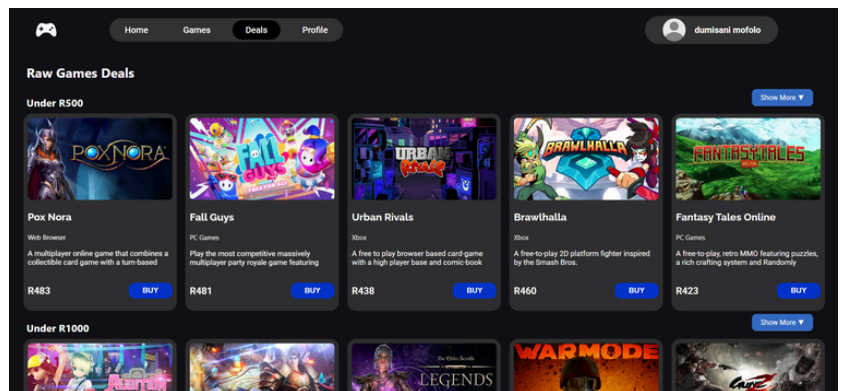 Home Games Deals Profile
dumisani mofolo
Raw Games Deals
Under R500
Show More ▼
POXNORA
FALL
GUYS
FREE FOR ALL
URBAN
RIVALS
BRAWLHALLA
FANTASYTALES
Pox Nora
Web Browser
A multiplayer online game that combines a
collectible card game with a turn-based
R483 BUY
Fall Guys
PC Games
Play the most competitive massively
multiplayer party royale game featuring
R481 BUY
Urban Rivals
Xbox
A free to play browser based card-game
with a high player base and comic-book
R438 BUY
Brawlhalla
Xbox
A free-to-play 2D platform fighter inspired
by the Smash Bros.
R460 BUY
Fantasy Tales Online
PC Games
A free-to-play, retro MMO featuring puzzles,
a rich crafting system and Randomly
R423 BUY
Under R1000
Show More ▼
AUDITION
The Elder Scrolls
LEGENDS
WARMODE
GunZ